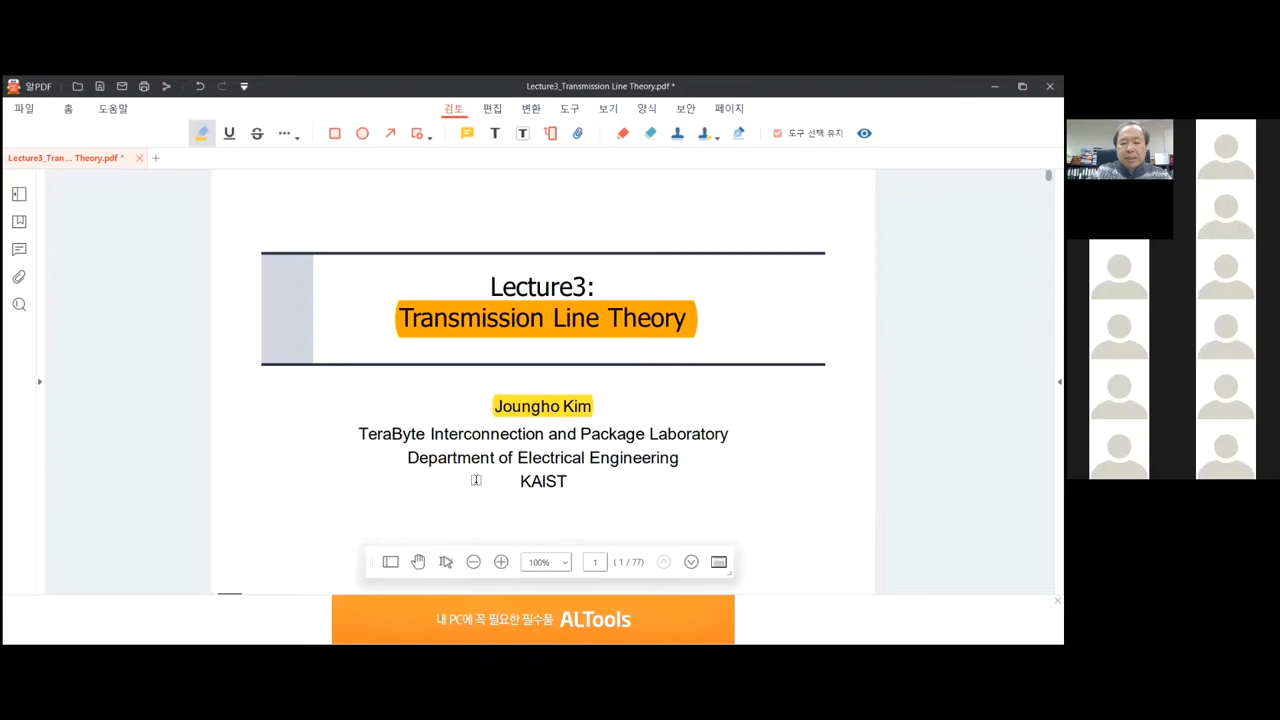 알PDF
Lecture3_Transmission Line Theory.pdf *
파일 홈 도움말 검토 편집 변환 도구 보기 양식 보안 페이지
도구 선택 유지
Lecture3_Tran... Theory.pdf *
Lecture3:
Transmission Line Theory
Joungho Kim
TeraByte Interconnection and Package Laboratory
Department of Electrical Engineering
KAIST
100% 1 ( 1 / 77)
내 PC에 꼭 필요한 필수품 ALTools